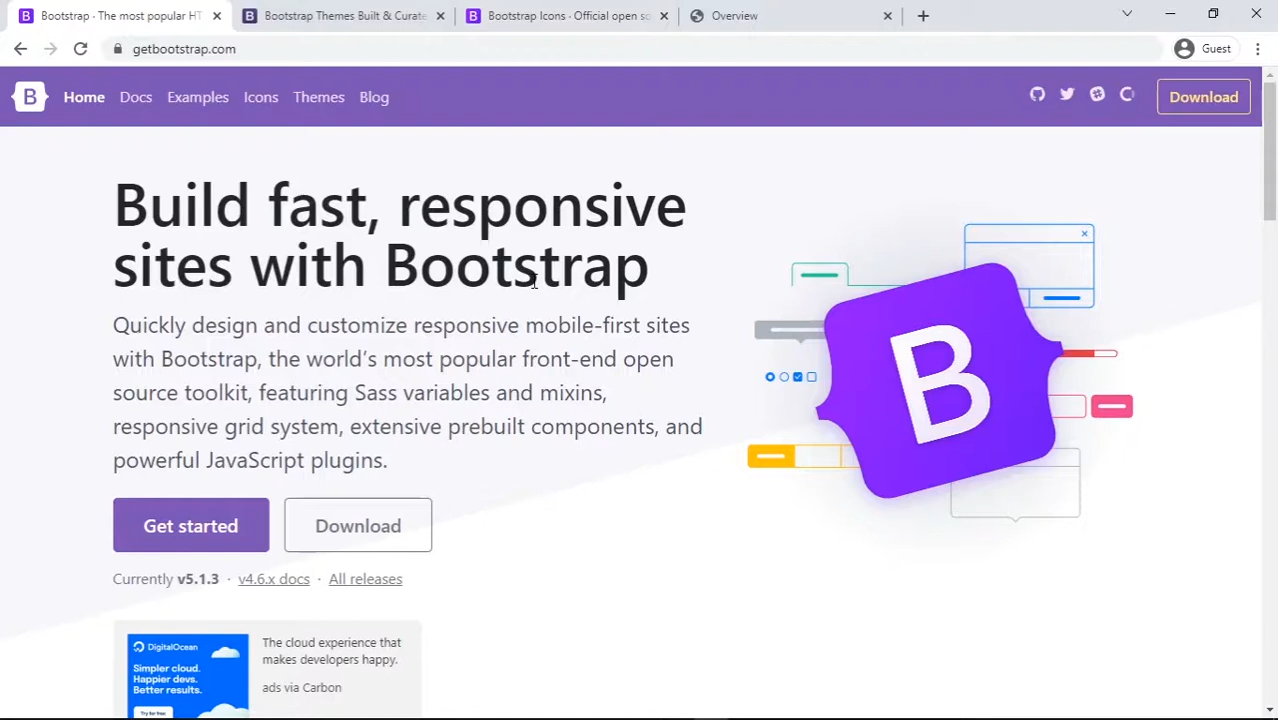 Bootstrap - The most popular HT
Bootstrap Themes Built & Curate
Bootstrap Icons · Official open so
Overview
getbootstrap.com
Guest
B
Home
Docs
Examples
Icons
Themes
Blog
Download
Build fast, responsive
sites with Bootstrap
Quickly design and customize responsive mobile-first sites
with Bootstrap, the world's most popular front-end open
source toolkit, featuring Sass variables and mixins,
responsive grid system, extensive prebuilt components, and
powerful JavaScript plugins.
B
Get started
Download
Currently v5.1.3 · v4.6.x docs · All releases
DigitalOcean
Simpler cloud.
Happier devs.
Better results.
Try for free
The cloud experience that
makes developers happy.
ads via Carbon